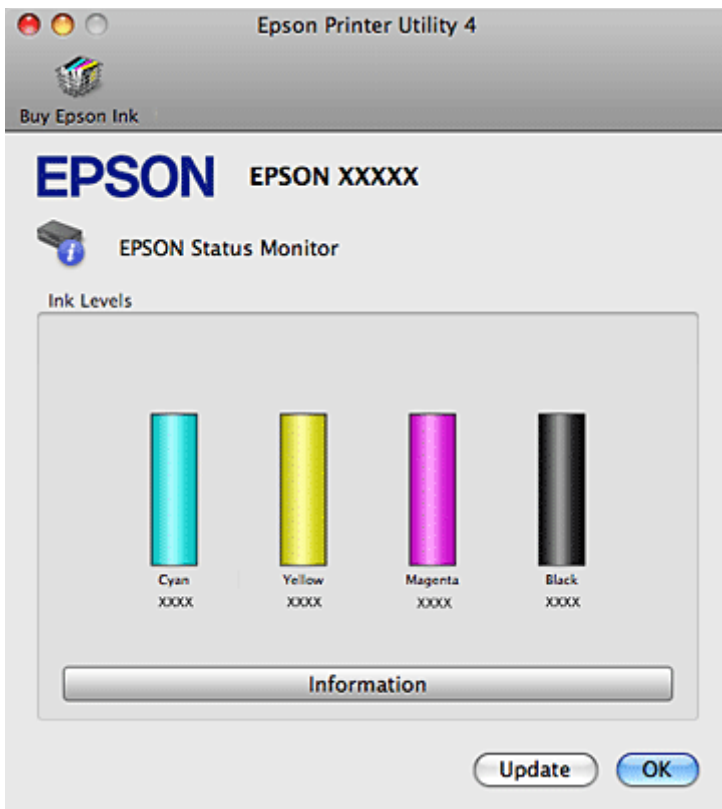 Epson Printer Utility 4
Buy Epson Ink
EPSON EPSON XXXXX
EPSON Status Monitor
Ink Levels
Cyan Yellow Magenta Black
XXXX XXXX XXXX XXXX
Information
Update OK